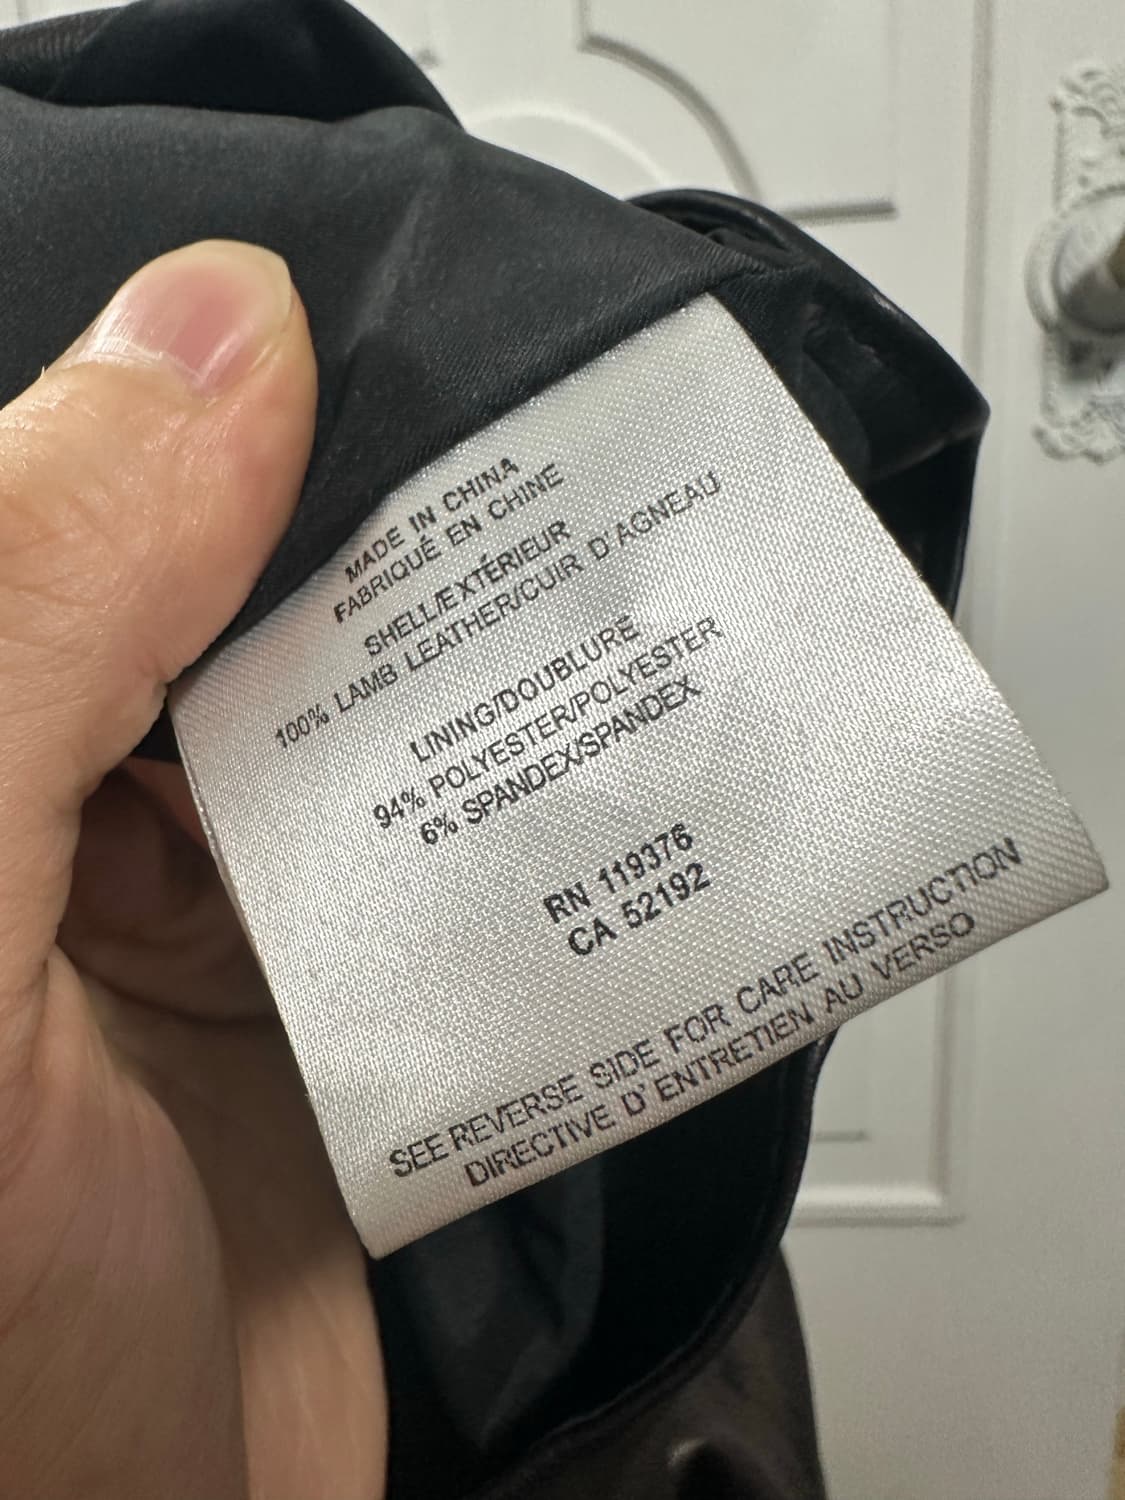 MADE IN CHINA
FABRIQUÉ EN CHINE
SHELL/EXTÉRIEUR
100% LAMB LEATHER/CUIR D'AGNEAU
LINING/DOUBLURE
94% POLYESTER/POLYESTER
6% SPANDEX/SPANDEX
RN 119376
CA 52192
SEE REVERSE SIDE FOR CARE INSTRUCTION
DIRECTIVE D'ENTRETIEN AU VERSO